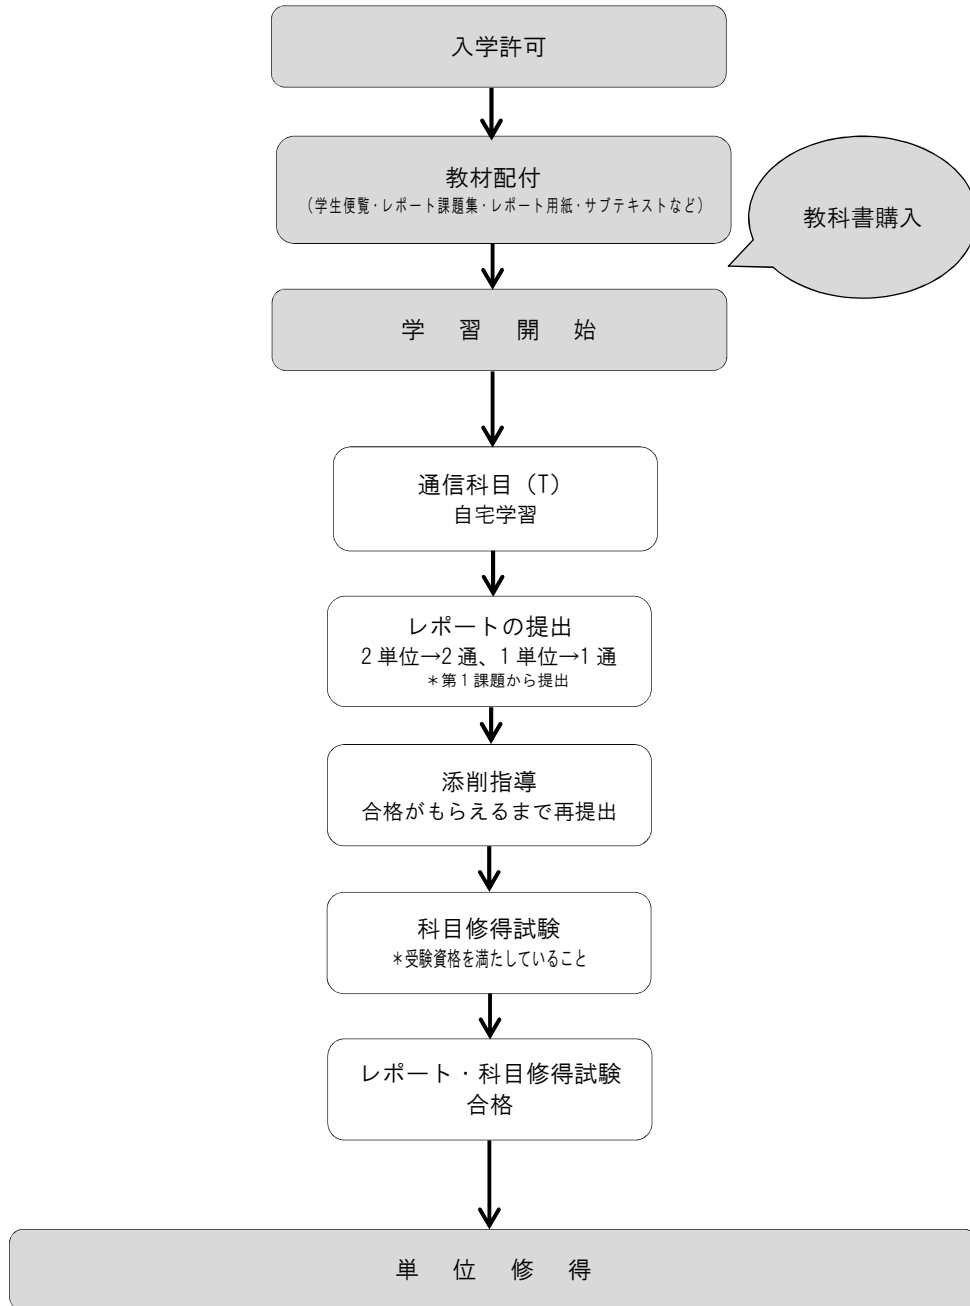 入学許可
教材配付
（学生便覧・レポート課題集・レポート用紙・サブテキストなど）
教科書購入
学　習　開　始
通信科目（T）
自宅学習
レポートの提出
2単位→2通、1単位→1通
＊第1課題から提出
添削指導
合格がもらえるまで再提出
科目修得試験
＊受験資格を満たしていること
レポート・科目修得試験
合格
単　位　修　得